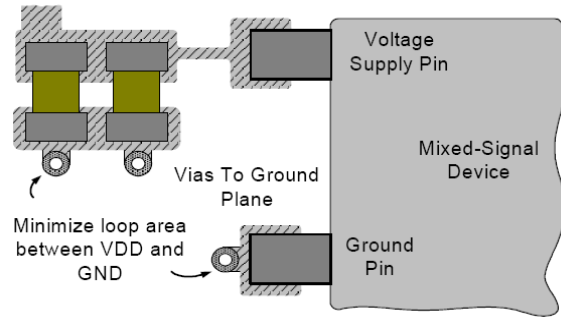 Voltage
Supply Pin
Mixed-Signal
Device
Vias To Ground
Plane
Minimize loop area
between VDD and
GND
Ground
Pin